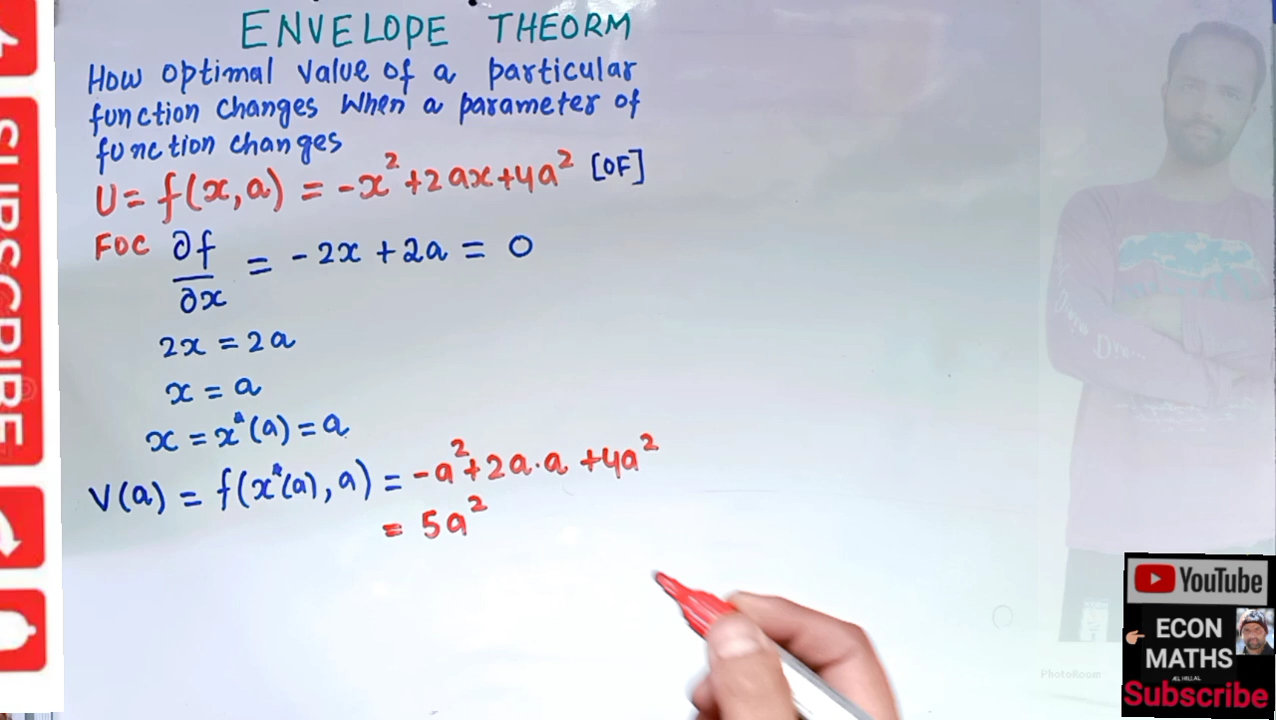 ENVELOPE THEORM
How optimal value of a particular
function changes when a parameter of
function changes
U = f(x,a) = -x² + 2ax + 4a² [OF]
FOC ∂f/∂x = -2x + 2a = 0
2x = 2a
x = a
x = x*(a) = a
V(a) = f(x*(a), a) = -a² + 2a·a + 4a²
= 5a²
SUBSCRIBE
PhotoRoom
YouTube
ECON
MATHS
Subscribe